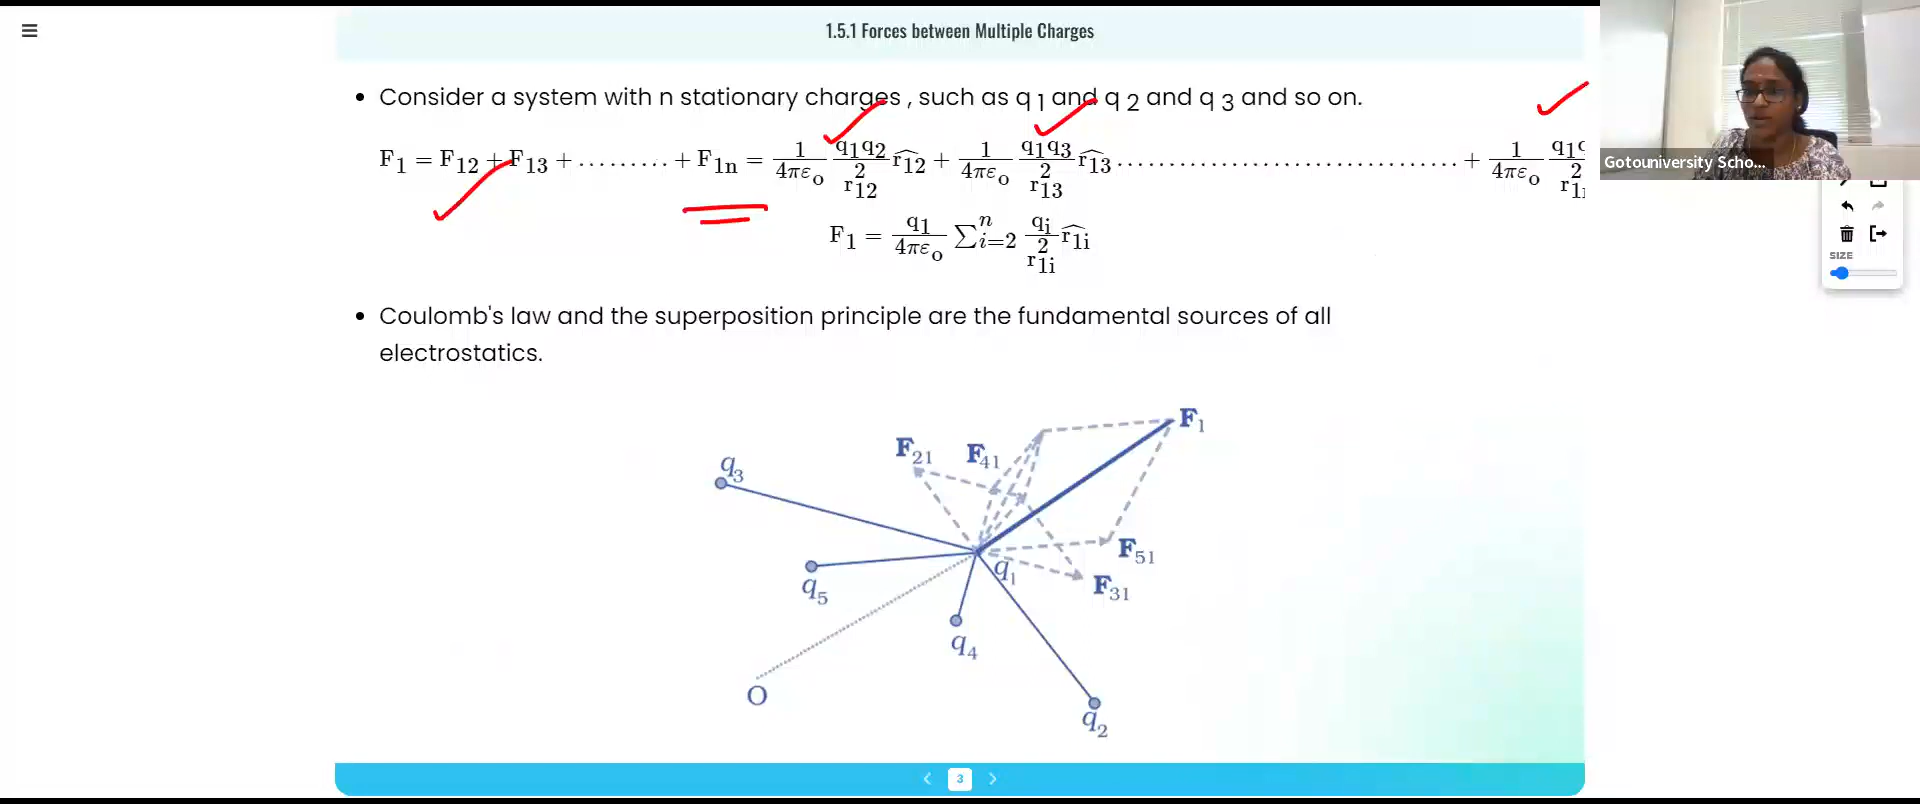 1.5.1 Forces between Multiple Charges
• Consider a system with n stationary charges , such as q 1 and q 2 and q 3 and so on.
F₁ = F₁₂ + F₁₃ + ......... + F₁ₙ = 1/4πεₒ q₁q₂/r₁₂² r̂₁₂ + 1/4πεₒ q₁q₃/r₁₃² r̂₁₃ .................................. + 1/4πεₒ
F₁ = q₁/4πεₒ ∑ⁿᵢ₌₂ qᵢ/r₁ᵢ² r̂₁ᵢ
• Coulomb's law and the superposition principle are the fundamental sources of all
electrostatics.
F₁
F₂₁
F₄₁
q₃
F₅₁
q₁
F₃₁
q₅
q₄
O
q₂
3
Gotouniversity Scho...
SIZE